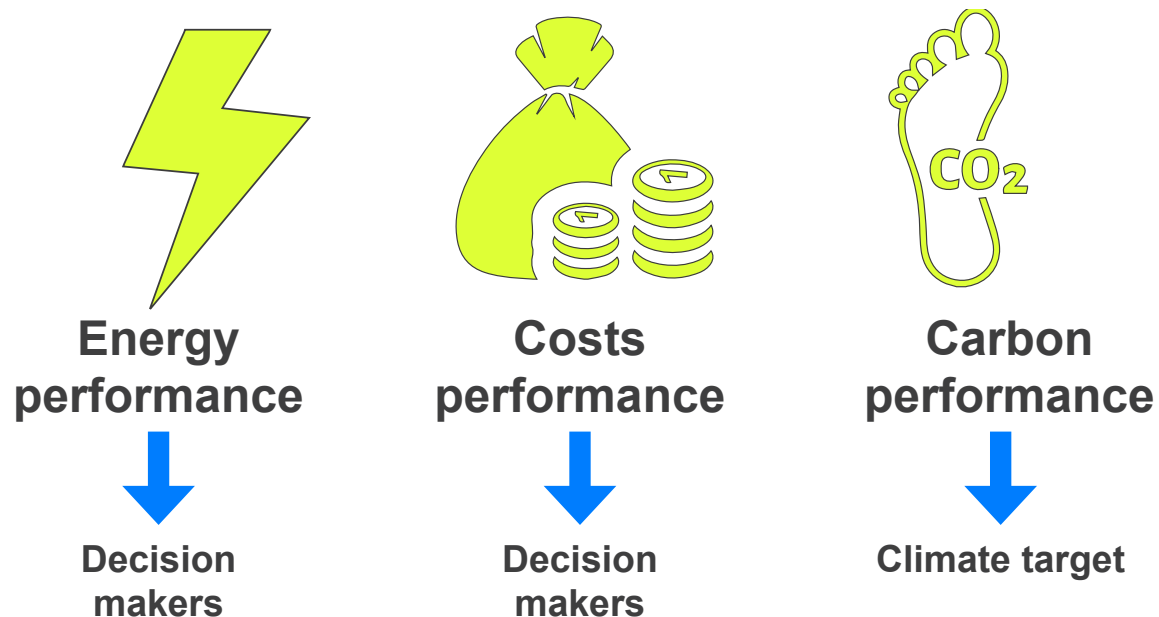 CO2
Energy
performance
Costs
performance
Carbon
performance
Decision
makers
Decision
makers
Climate target